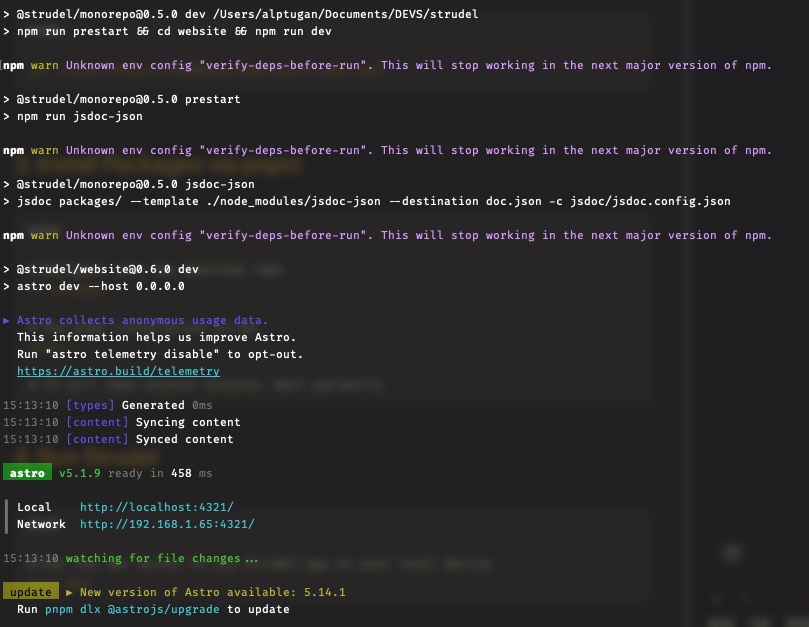 > @strudel/monorepo@0.5.0 dev /Users/alptugan/Documents/DEVS/strudel
> npm run prestart && cd website && npm run dev
npm warn Unknown env config "verify-deps-before-run". This will stop working in the next major version of npm.
> @strudel/monorepo@0.5.0 prestart
> npm run jsdoc-json
npm warn Unknown env config "verify-deps-before-run". This will stop working in the next major version of npm.
> @strudel/monorepo@0.5.0 jsdoc-json
> jsdoc packages/ --template ./node_modules/jsdoc-json --destination doc.json -c jsdoc/jsdoc.config.json
npm warn Unknown env config "verify-deps-before-run". This will stop working in the next major version of npm.
> @strudel/website@0.6.0 dev
> astro dev --host 0.0.0.0
▶ Astro collects anonymous usage data.
This information helps us improve Astro.
Run "astro telemetry disable" to opt-out.
https://astro.build/telemetry
15:13:10 [types] Generated 0ms
15:13:10 [content] Syncing content
15:13:10 [content] Synced content
astro v5.1.9 ready in 458 ms
Local http://localhost:4321/
Network http://192.168.1.65:4321/
15:13:10 watching for file changes...
update ▶ New version of Astro available: 5.14.1
Run pnpm dlx @astrojs/upgrade to update